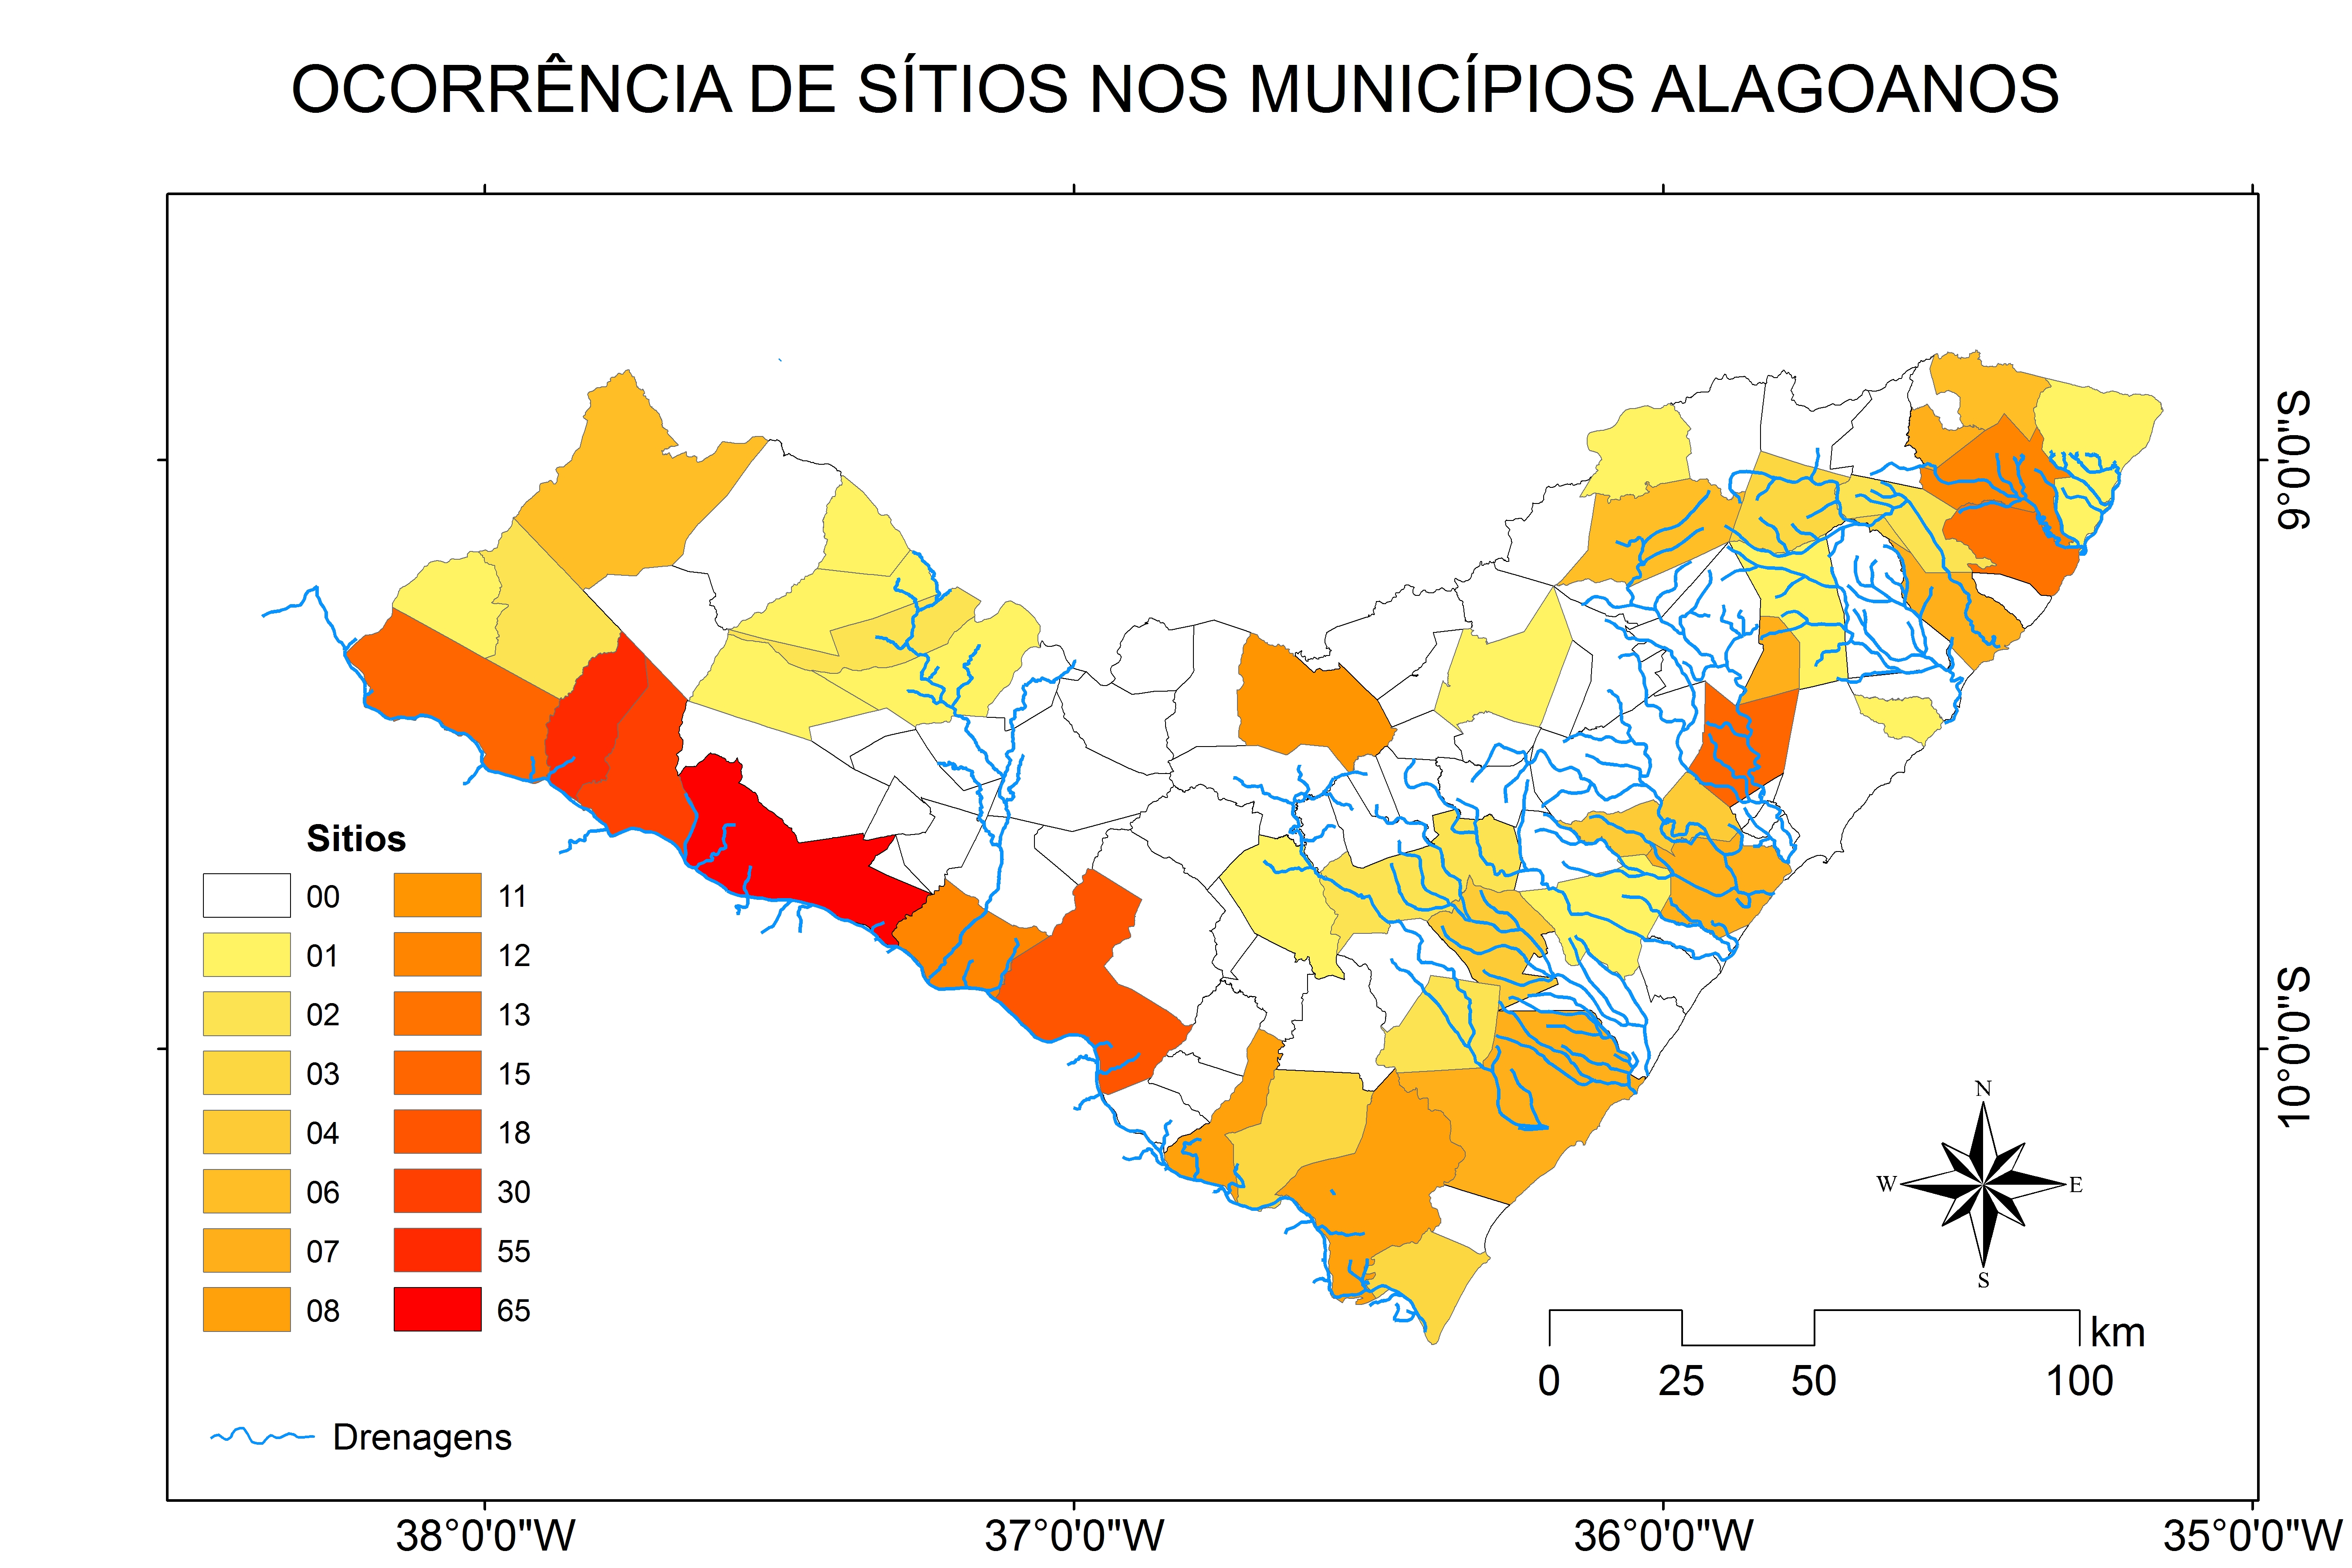 OCORRÊNCIA DE SÍTIOS NOS MUNICÍPIOS ALAGOANOS
9°0'0"S
10°0'0"S
Sitios
00 11
01 12
02 13
03 15
04 18
06 30
07 55
08 65
Drenagens
N
W E
S
km
0 25 50 100
38°0'0"W 37°0'0"W 36°0'0"W 35°0'0"W